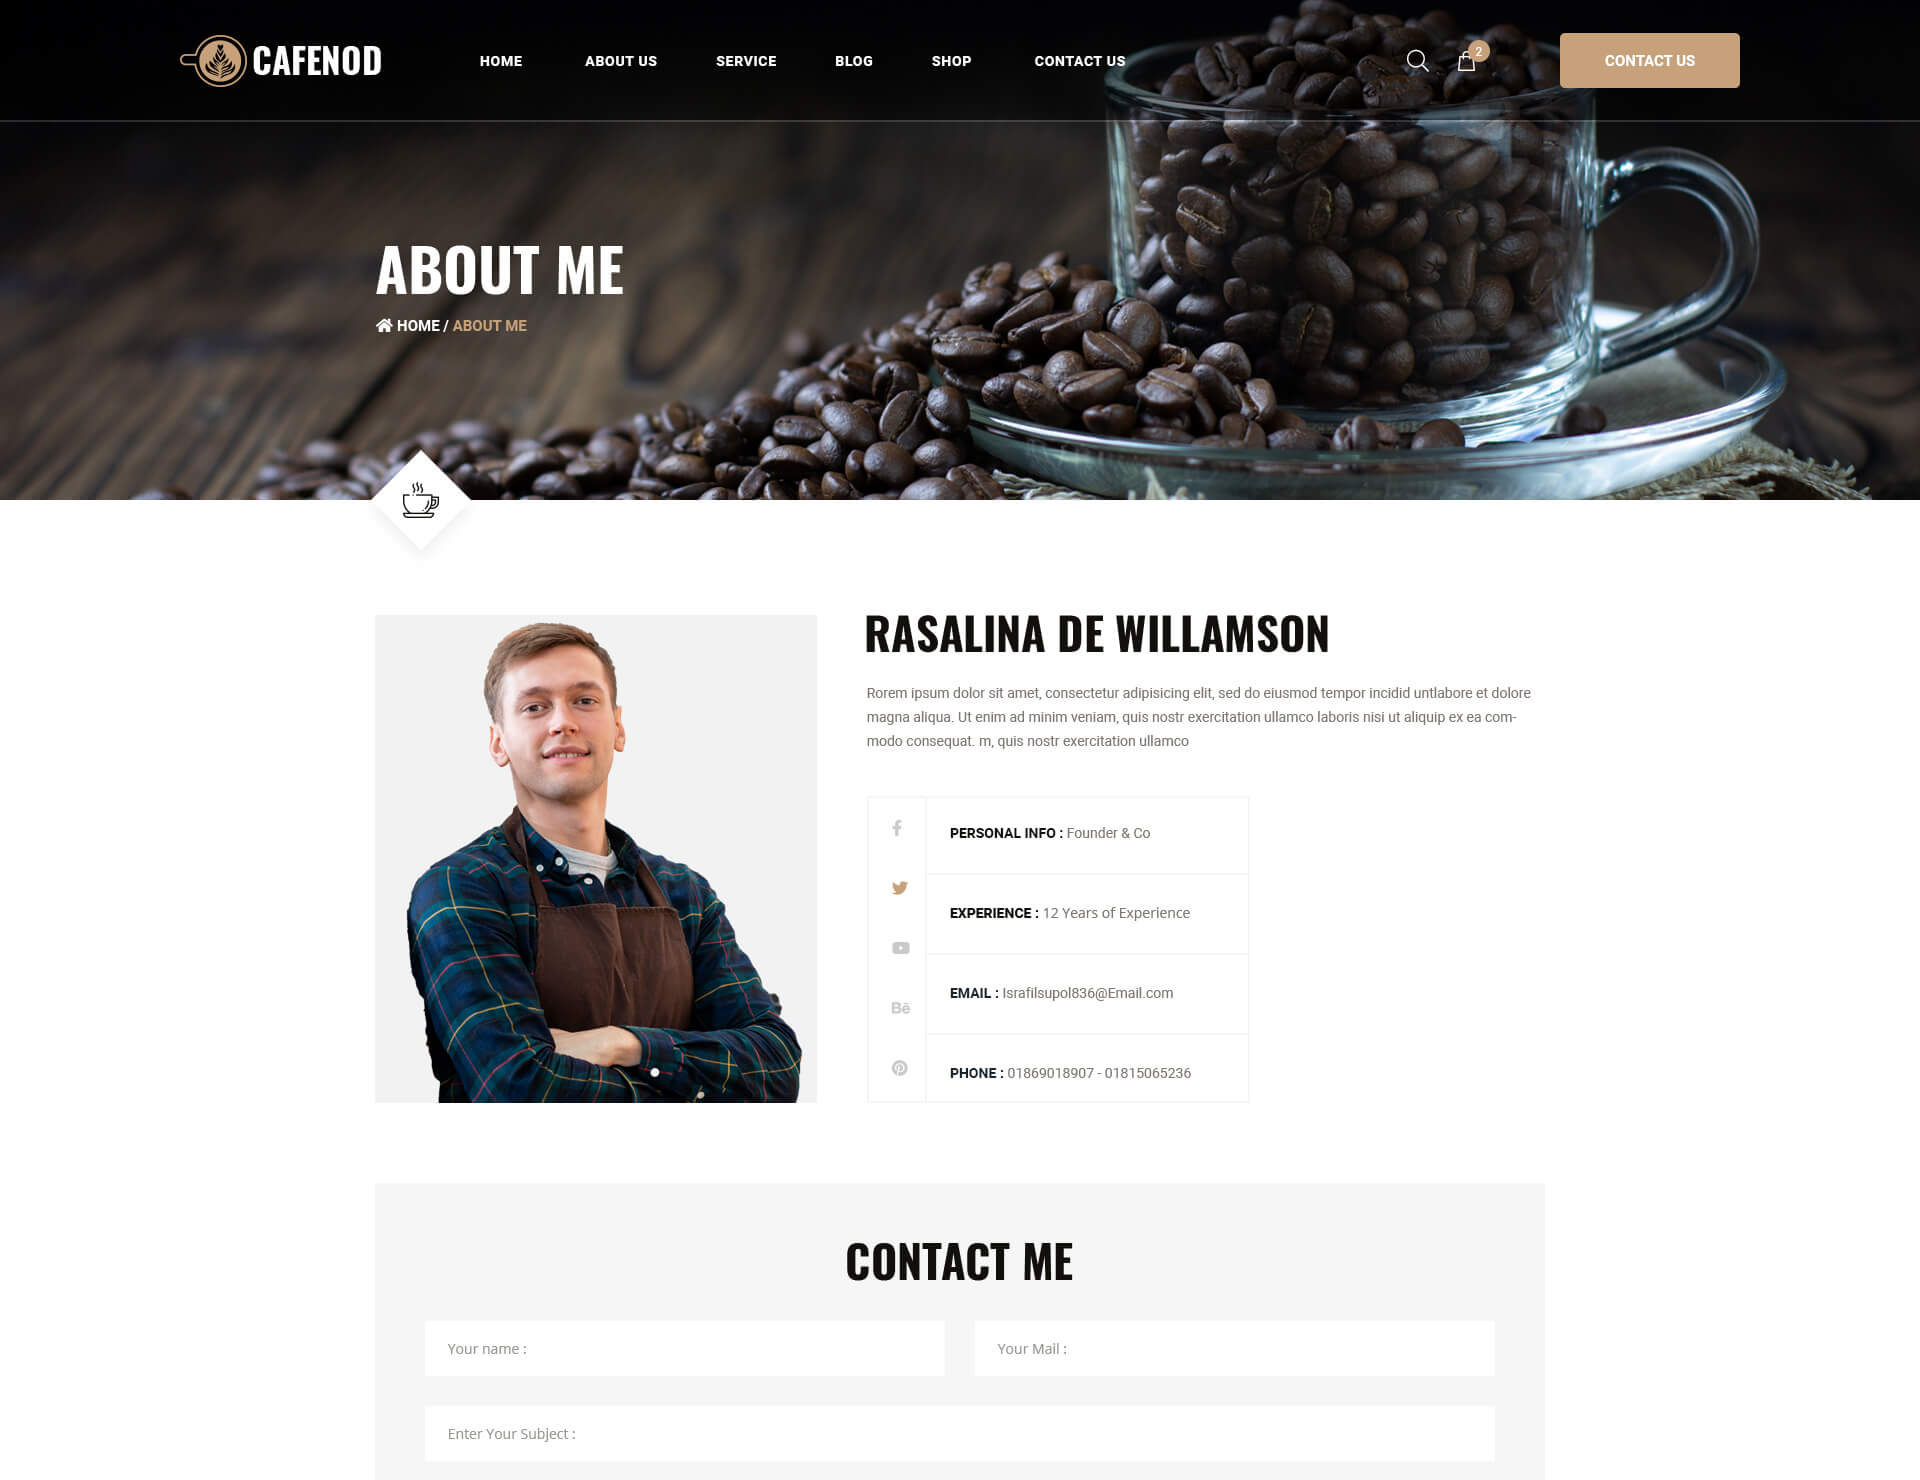 CAFENOD
HOME ABOUT US SERVICE BLOG SHOP CONTACT US 2 CONTACT US
ABOUT ME
HOME / ABOUT ME
RASALINA DE WILLAMSON
Rorem ipsum dolor sit amet, consectetur adipisicing elit, sed do eiusmod tempor incidid untlabore et dolore
magna aliqua. Ut enim ad minim veniam, quis nostr exercitation ullamco laboris nisi ut aliquip ex ea com-
modo consequat. m, quis nostr exercitation ullamco
PERSONAL INFO : Founder & Co
EXPERIENCE : 12 Years of Experience
EMAIL : Israfilsupol836@Email.com
Bē
PHONE : 01869018907 - 01815065236
CONTACT ME
Your name : Your Mail :
Enter Your Subject :